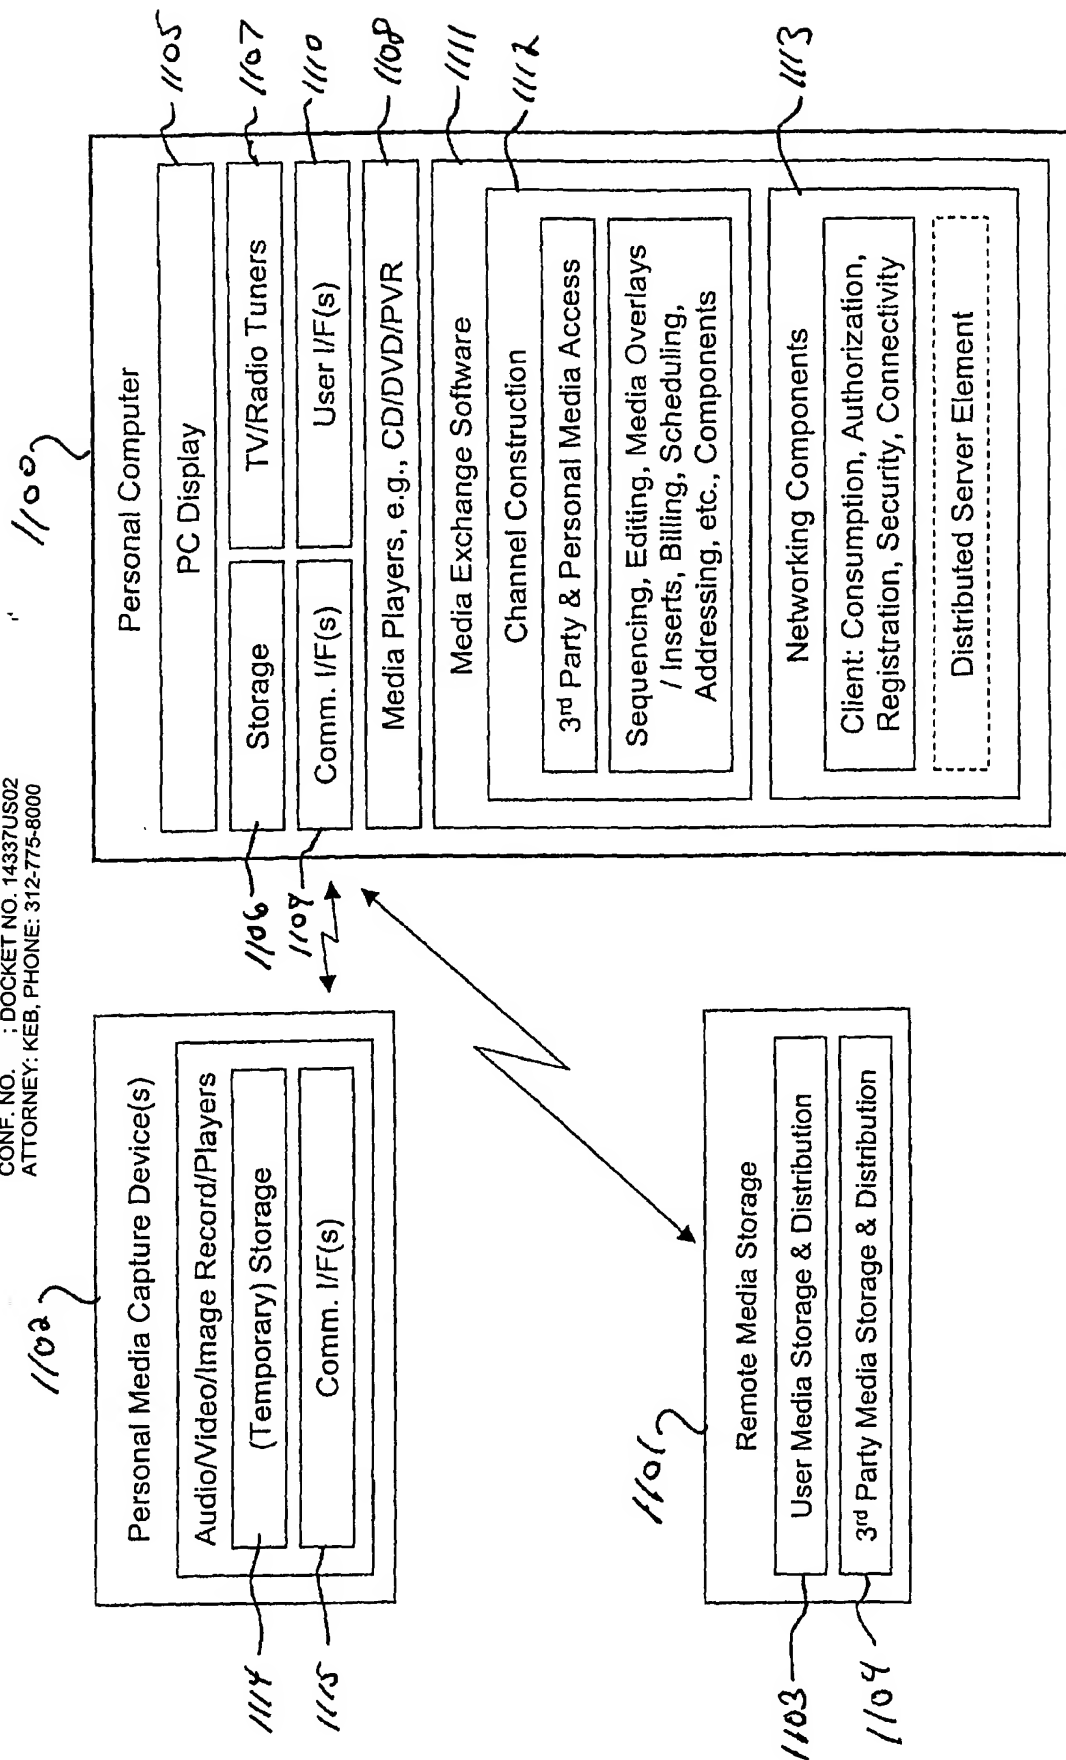 CONF. NO. ; DOCKET NO. 14337US02
ATTORNEY: KEB, PHONE: 312-775-8000
1102
Personal Media Capture Device(s)
Audio/Video/Image Record/Players
(Temporary) Storage
Comm. I/F(s)
1114
1115
1101
Remote Media Storage
User Media Storage & Distribution
3rd Party Media Storage & Distribution
1103
1104
1100
Personal Computer
PC Display
1105
Storage
TV/Radio Tuners
1106
1107
Comm. I/F(s)
User I/F(s)
1109
1110
Media Players, e.g., CD/DVD/PVR
1108
Media Exchange Software
1111
Channel Construction
1112
3rd Party & Personal Media Access
Sequencing, Editing, Media Overlays
/ Inserts, Billing, Scheduling,
Addressing, etc., Components
Networking Components
1113
Client: Consumption, Authorization,
Registration, Security, Connectivity
Distributed Server Element